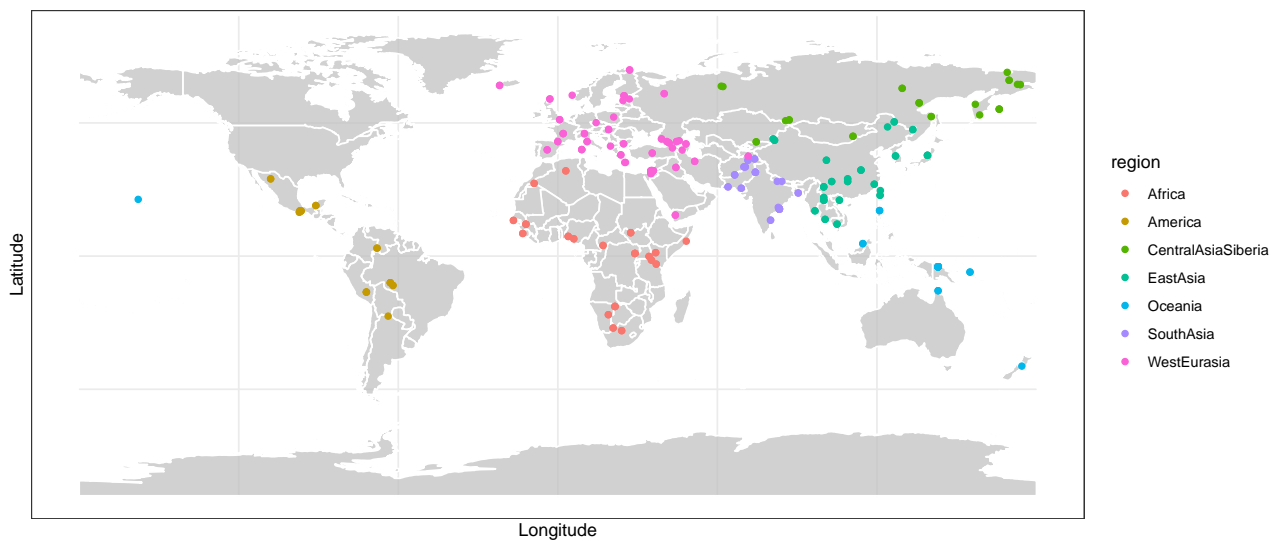 Latitude
Longitude
region
Africa
America
CentralAsiaSiberia
EastAsia
Oceania
SouthAsia
WestEurasia